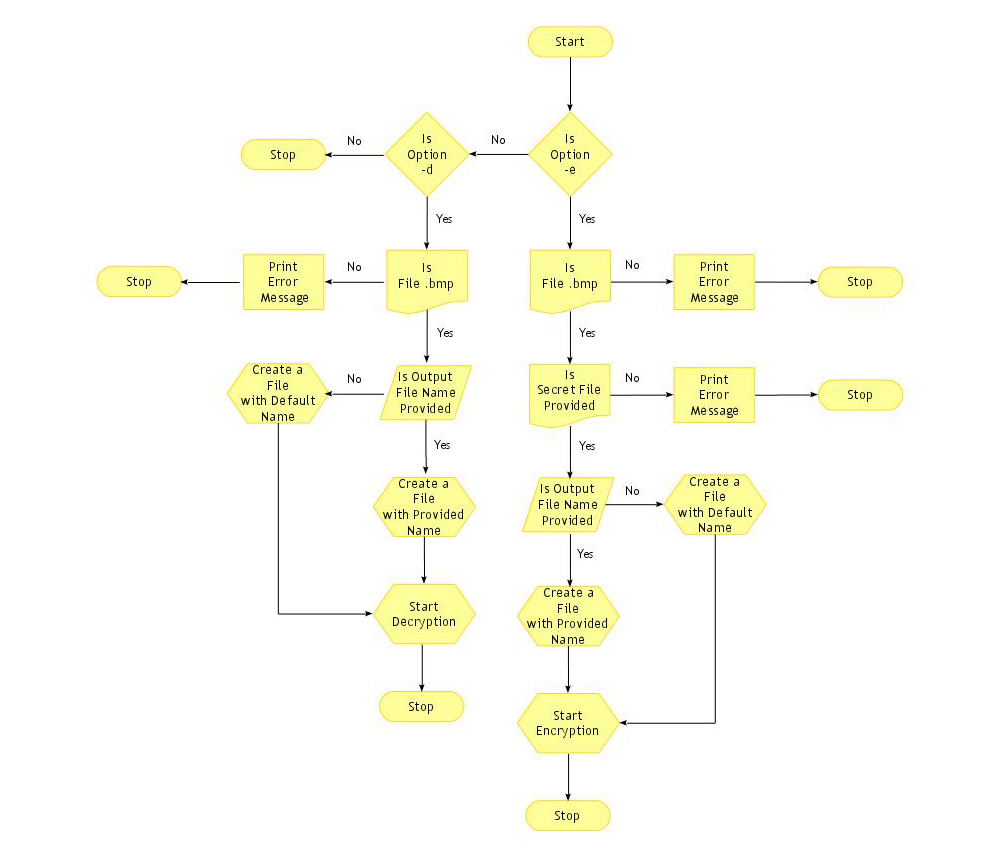 Start
Is
Option
-e
No
Is
Option
-d
No
Stop
Yes
Yes
Is
File .bmp
No
Print
Error
Message
Stop
Is
File .bmp
No
Print
Error
Message
Stop
Yes
Yes
Is Output
File Name
Provided
No
Create a
File
with Default
Name
Is
Secret File
Provided
No
Print
Error
Message
Stop
Yes
Yes
Create a
File
with Provided
Name
Is Output
File Name
Provided
No
Create a
File
with Default
Name
Yes
Start
Decryption
Create a
File
with Provided
Name
Stop
Start
Encryption
Stop